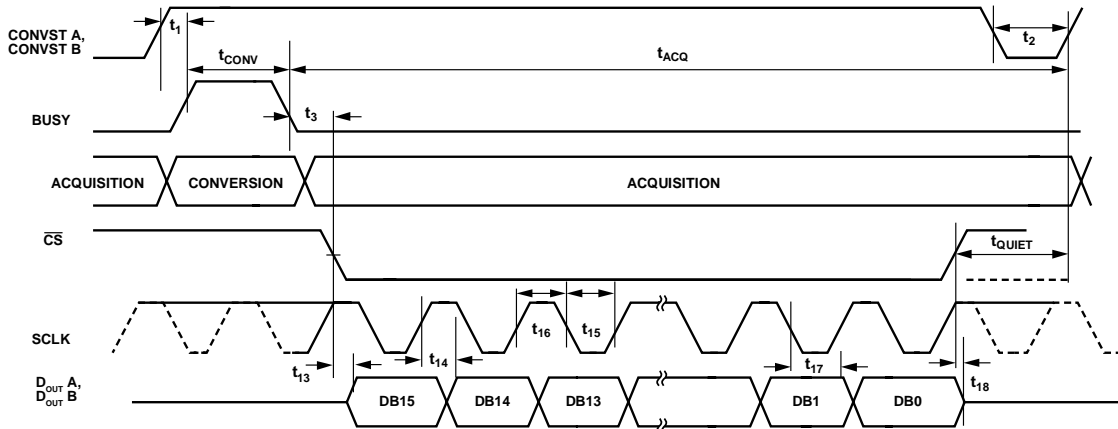 CONVST A,
CONVST B
t1
t2
tCONV
tACQ
BUSY
t3
ACQUISITION
CONVERSION
ACQUISITION
CS
tQUIET
SCLK
t16
t15
t13
t14
t17
t18
DOUT A,
DOUT B
DB15
DB14
DB13
DB1
DB0